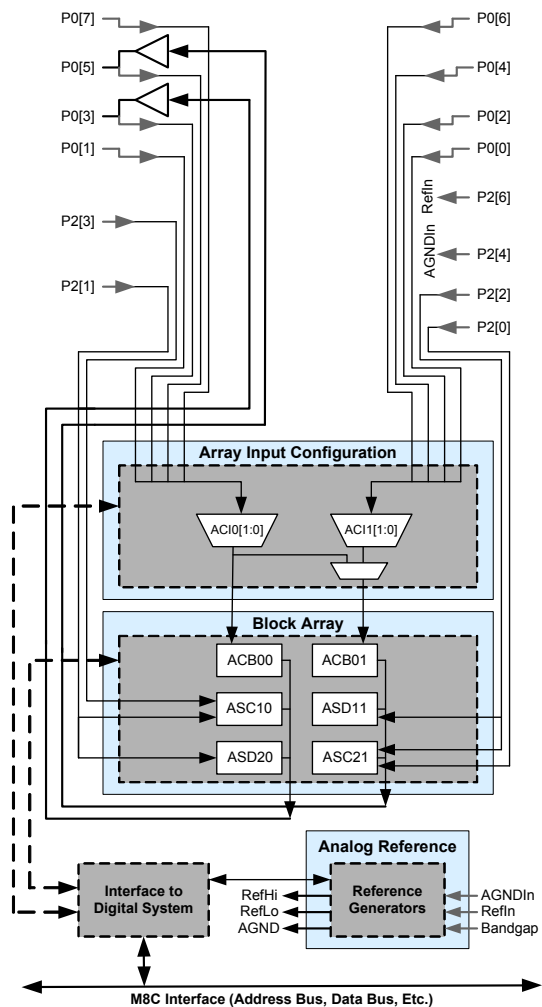 P0[7]
P0[5]
P0[3]
P0[1]
P2[3]
P2[1]
P0[6]
P0[4]
P0[2]
P0[0]
P2[6]
P2[4]
P2[2]
P2[0]
RefIn
AGNDIn
Array Input Configuration
ACI0[1:0]
ACI1[1:0]
Block Array
ACB00
ACB01
ASC10
ASD11
ASD20
ASC21
Analog Reference
Interface to
Digital System
RefHi
RefLo
AGND
Reference
Generators
AGNDIn
RefIn
Bandgap
M8C Interface (Address Bus, Data Bus, Etc.)